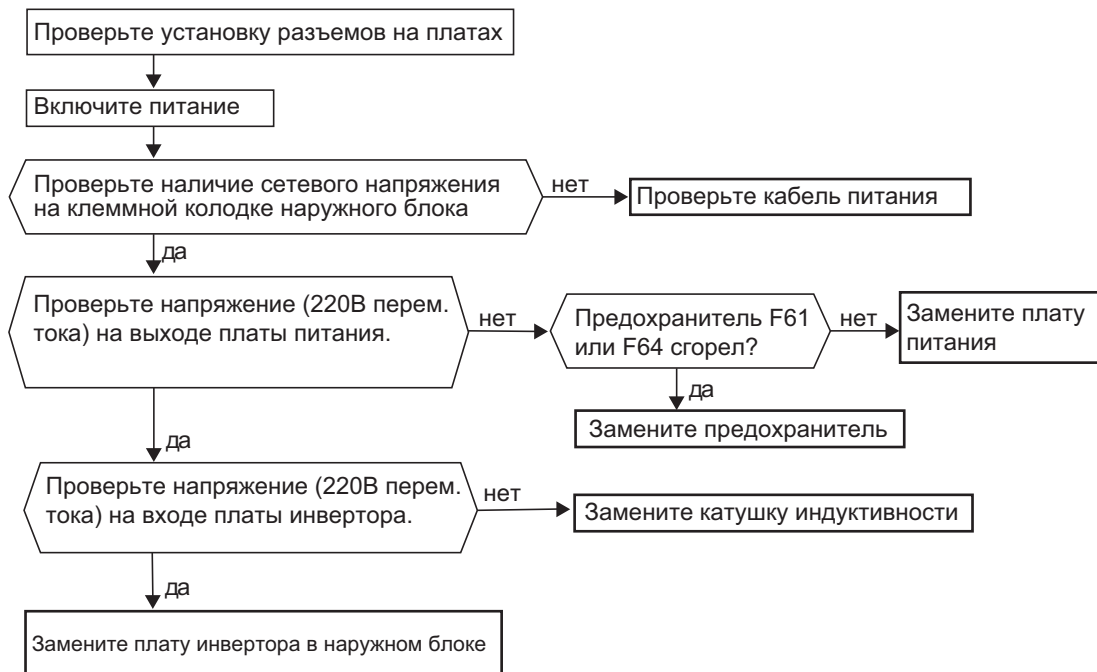 Проверьте установку разъемов на платах
Включите питание
Проверьте наличие сетевого напряжения
на клеммной колодке наружного блока
нет
Проверьте кабель питания
да
Проверьте напряжение (220В перем.
тока) на выходе платы питания.
нет
Предохранитель F61
или F64 сгорел?
нет
Замените плату
питания
да
Замените предохранитель
да
Проверьте напряжение (220В перем.
тока) на входе платы инвертора.
нет
Замените катушку индуктивности
да
Замените плату инвертора в наружном блоке